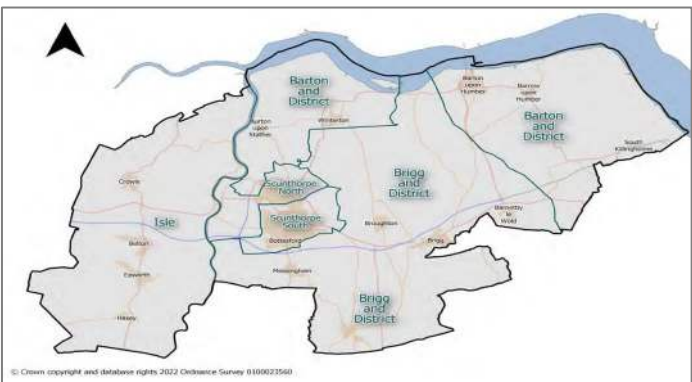 Barton
and
District
Barton
upon
Humber
Barrow
upon
Humber
Burton
upon
Stather
Winterton
Barton
and
District
South
Killingholme
Crowle
Scunthorpe
North
Brigg
and
District
Isle
Scunthorpe
South
Broughton
Barnetby
le
Wold
Belton
Bottesford
Brigg
Epworth
Messingham
Haxey
Brigg
and
District
© Crown copyright and database rights 2022 Ordnance Survey 0100023560